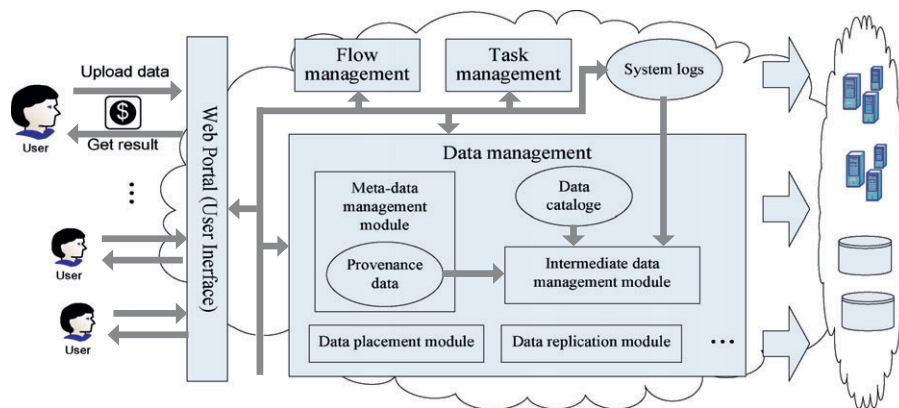 Upload data
$
Get result
User
...
User
User
Web Portal (User Inerface)
Flow
management
Task
management
System logs
Data management
Meta-data
management module
Provenance
data
Data
cataloge
Intermediate data
management module
Data placement module
Data replication module
...